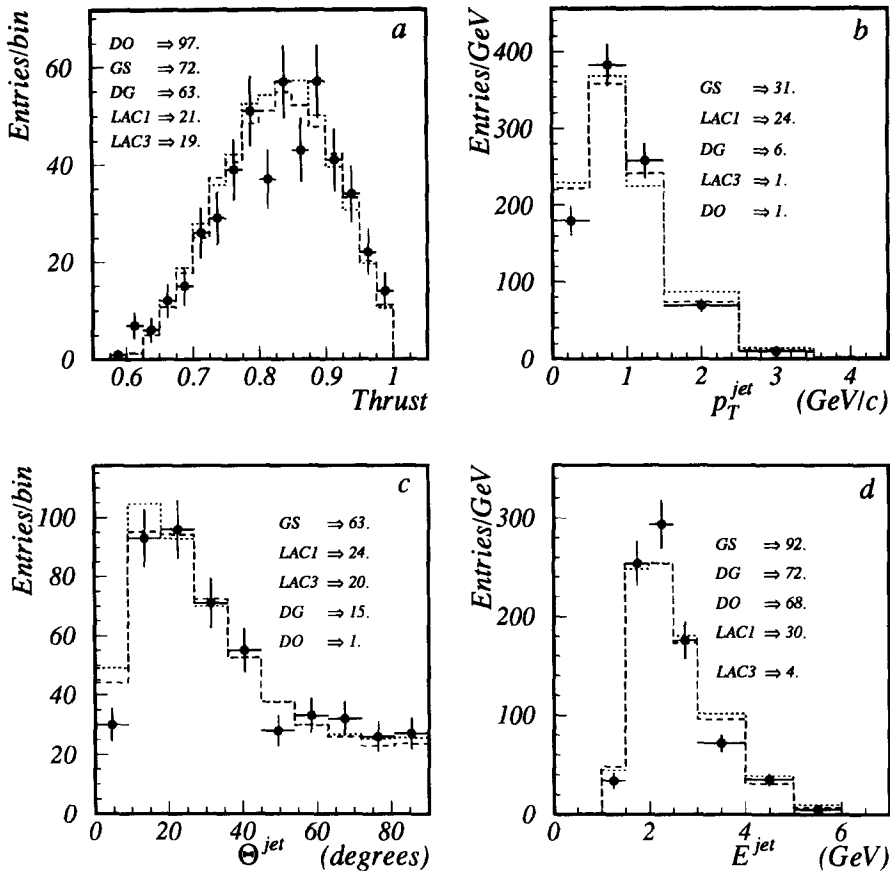 a
Entries/bin
DO ⇒ 97.
GS ⇒ 72.
DG ⇒ 63.
LAC1 ⇒ 21.
LAC3 ⇒ 19.
60
40
20
0
0.6 0.7 0.8 0.9 1
Thrust
b
Entries/GeV
GS ⇒ 31.
LAC1 ⇒ 24.
DG ⇒ 6.
LAC3 ⇒ 1.
DO ⇒ 1.
400
300
200
100
0
0 1 2 3 4
p_T^jet (GeV/c)
c
Entries/bin
GS ⇒ 63.
LAC1 ⇒ 24.
LAC3 ⇒ 20.
DG ⇒ 15.
DO ⇒ 1.
100
80
60
40
20
0
0 20 40 60 80
Θ^jet (degrees)
d
Entries/GeV
GS ⇒ 92.
DG ⇒ 72.
DO ⇒ 68.
LAC1 ⇒ 30.
LAC3 ⇒ 4.
300
200
100
0
0 2 4 6
E^jet (GeV)